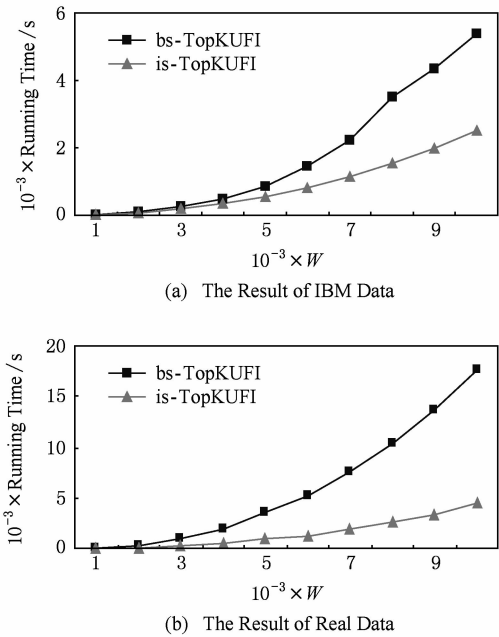 6
bs-TopKUFI
is-TopKUFI
4
2
0
10⁻³×Running Time/s
1 3 5 7 9
10⁻³×W
(a) The Result of IBM Data
20
bs-TopKUFI
is-TopKUFI
15
10
5
0
10⁻³×Running Time/s
1 3 5 7 9
10⁻³×W
(b) The Result of Real Data